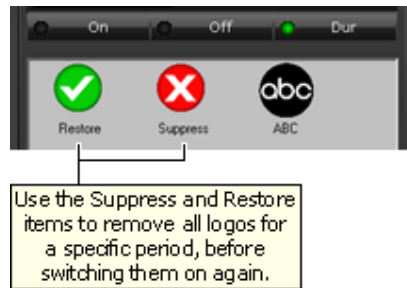 On Off Dur
abc
Restore Suppress ABC
Use the Suppress and Restore
items to remove all logos for
a specific period, before
switching them on again.